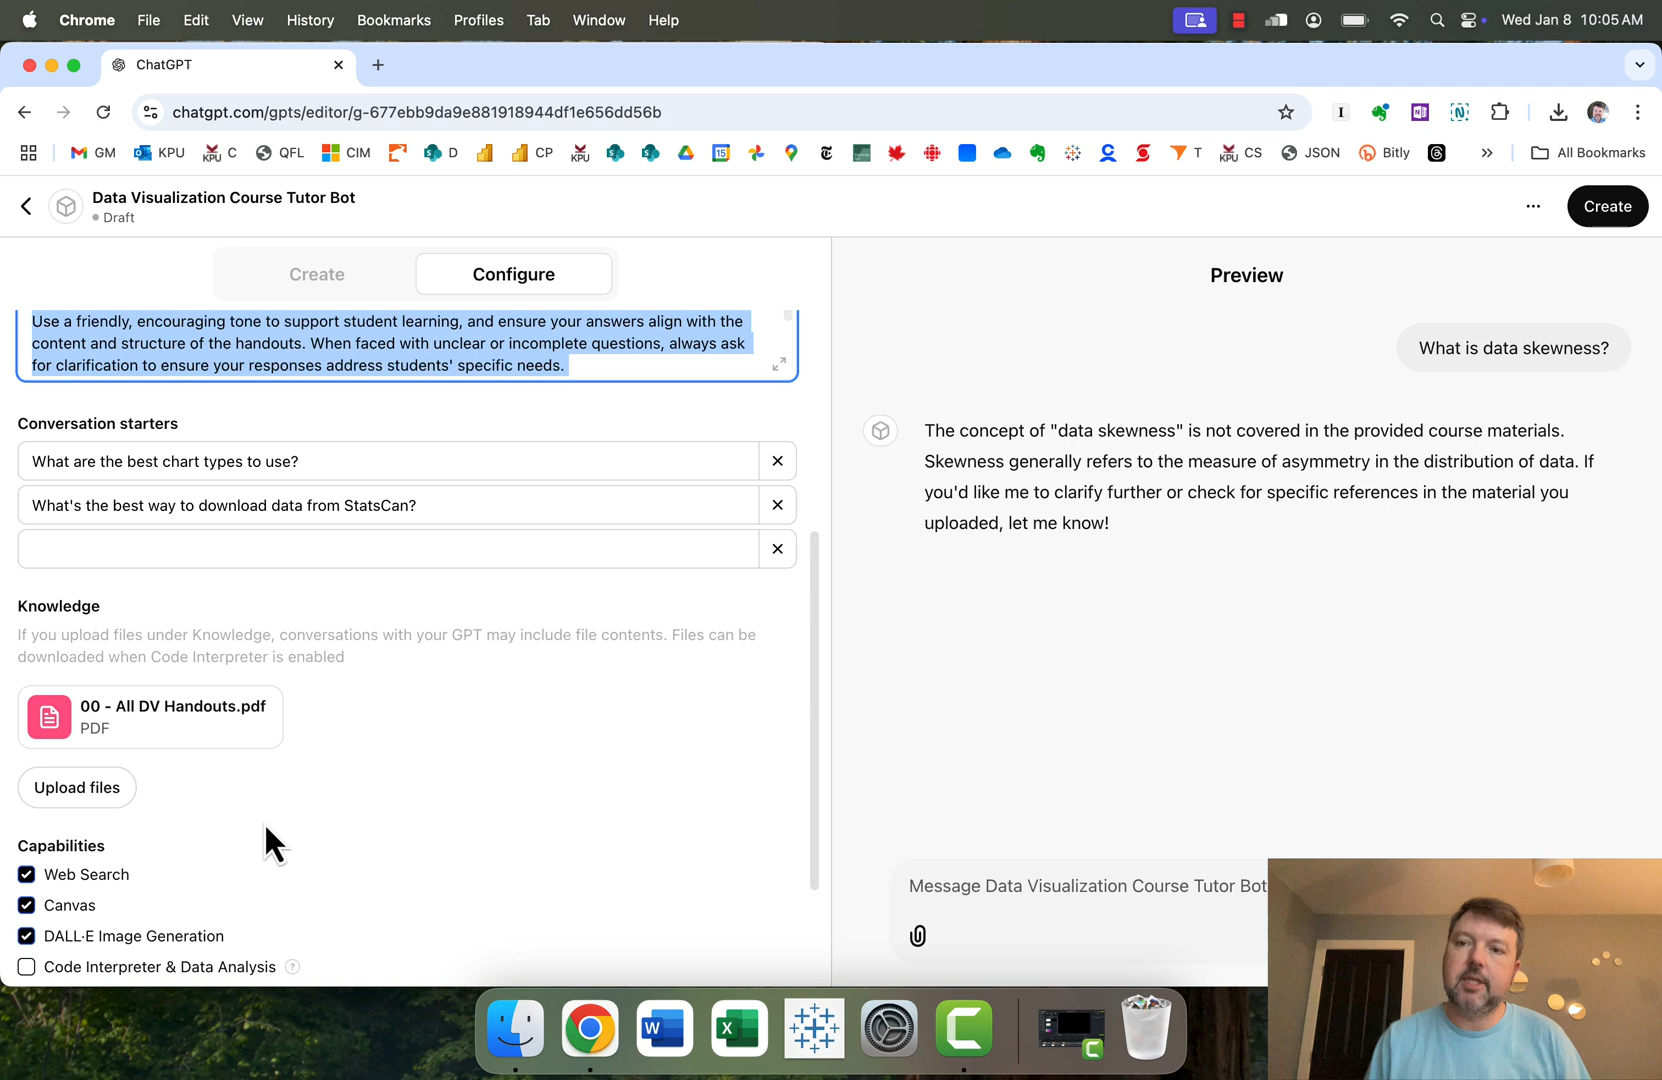 Chrome File Edit View History Bookmarks Profiles Tab Window Help
Wed Jan 8 10:05 AM
ChatGPT
chatgpt.com/gpts/editor/g-677ebb9da9e881918944df1e656dd56b
GM KPU C QFL CIM D CP T CS JSON Bitly All Bookmarks
Data Visualization Course Tutor Bot
Draft
Create
Create Configure
Use a friendly, encouraging tone to support student learning, and ensure your answers align with the
content and structure of the handouts. When faced with unclear or incomplete questions, always ask
for clarification to ensure your responses address students' specific needs.
Conversation starters
What are the best chart types to use?
What's the best way to download data from StatsCan?
Knowledge
If you upload files under Knowledge, conversations with your GPT may include file contents. Files can be
downloaded when Code Interpreter is enabled
00 - All DV Handouts.pdf
PDF
Upload files
Capabilities
Web Search
Canvas
DALL·E Image Generation
Code Interpreter & Data Analysis
Preview
What is data skewness?
The concept of "data skewness" is not covered in the provided course materials.
Skewness generally refers to the measure of asymmetry in the distribution of data. If
you'd like me to clarify further or check for specific references in the material you
uploaded, let me know!
Message Data Visualization Course Tutor Bot